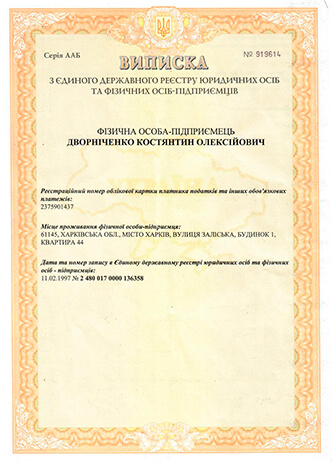 Серія ААБ
№ 919614
ВИПИСКА
З ЄДИНОГО ДЕРЖАВНОГО РЕЄСТРУ ЮРИДИЧНИХ ОСІБ
ТА ФІЗИЧНИХ ОСІБ-ПІДПРИЄМЦІВ
ФІЗИЧНА ОСОБА-ПІДПРИЄМЕЦЬ
ДВОРНІЧЕНКО КОСТЯНТИН ОЛЕКСІЙОВИЧ
Реєстраційний номер облікової картки платника податків та інших обов'язкових
платежів:
2375901437
Місце проживання фізичної особи-підприємця:
61145, ХАРКІВСЬКА ОБЛ., МІСТО ХАРКІВ, ВУЛИЦЯ ЗАЛІСЬКА, БУДИНОК 1,
КВАРТИРА 44
Дата та номер запису в Єдиному державному реєстрі юридичних осіб та фізичних
осіб - підприємців:
11.02.1997 № 2 480 017 0000 136358